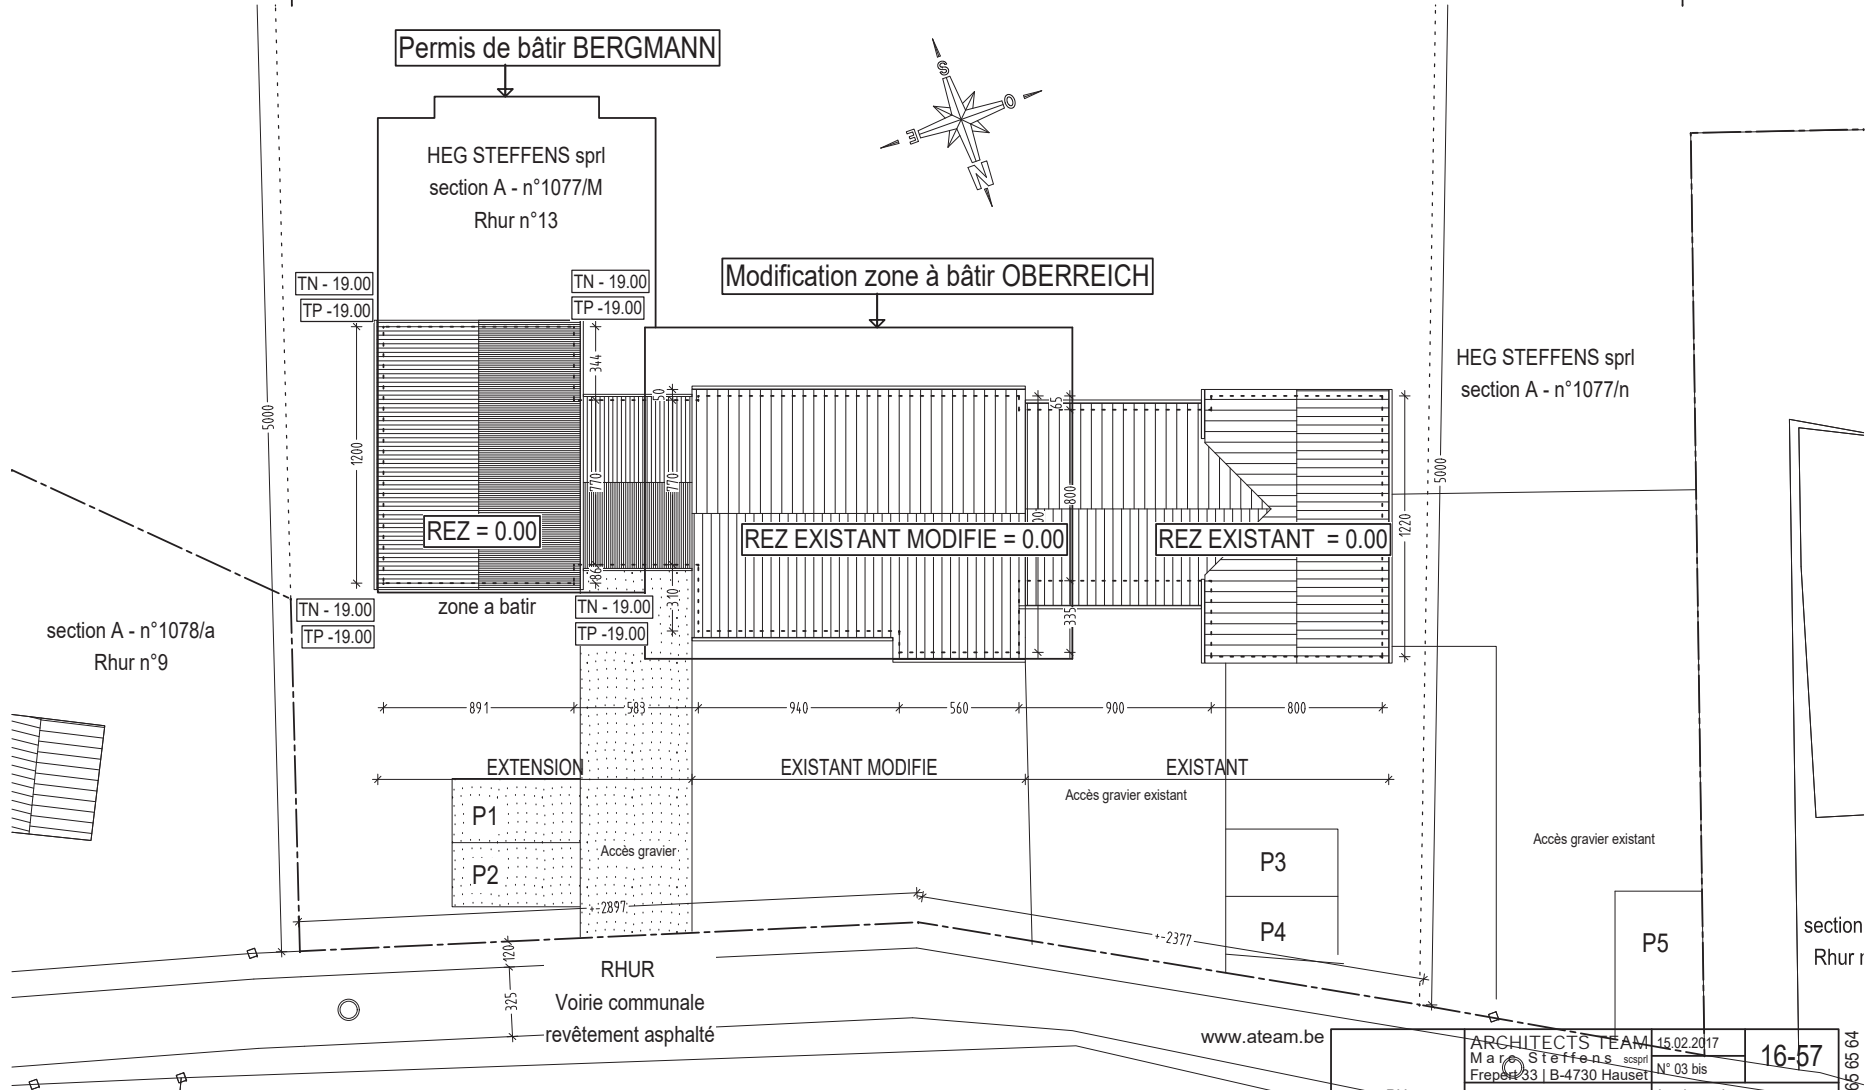 Permis de bâtir BERGMANN
S
O
E
N
HEG STEFFENS sprl
section A - n°1077/M
Rhur n°13
Modification zone à bâtir OBERREICH
TN - 19.00
TP -19.00
TN - 19.00
TP -19.00
HEG STEFFENS sprl
section A - n°1077/n
5000
1200
344
770
86
50
770
310
65
800
335
1220
5000
REZ = 0.00
REZ EXISTANT MODIFIE = 0.00
REZ EXISTANT = 0.00
zone a batir
TN - 19.00
TP -19.00
TN - 19.00
TP -19.00
section A - n°1078/a
Rhur n°9
891
583
940
560
900
800
EXTENSION
EXISTANT MODIFIE
EXISTANT
Accès gravier existant
P1
P2
Accès gravier
P3
P4
Accès gravier existant
P5
section
Rhur
+-2897
+-2377
120
325
RHUR
Voirie communale
revêtement asphalté
www.ateam.be
ARCHITECTS TEAM
Marc Steffens scsprl
Frepert 33 | B-4730 Hauset
15.02.2017
N° 03 bis
16-57
65 65 64